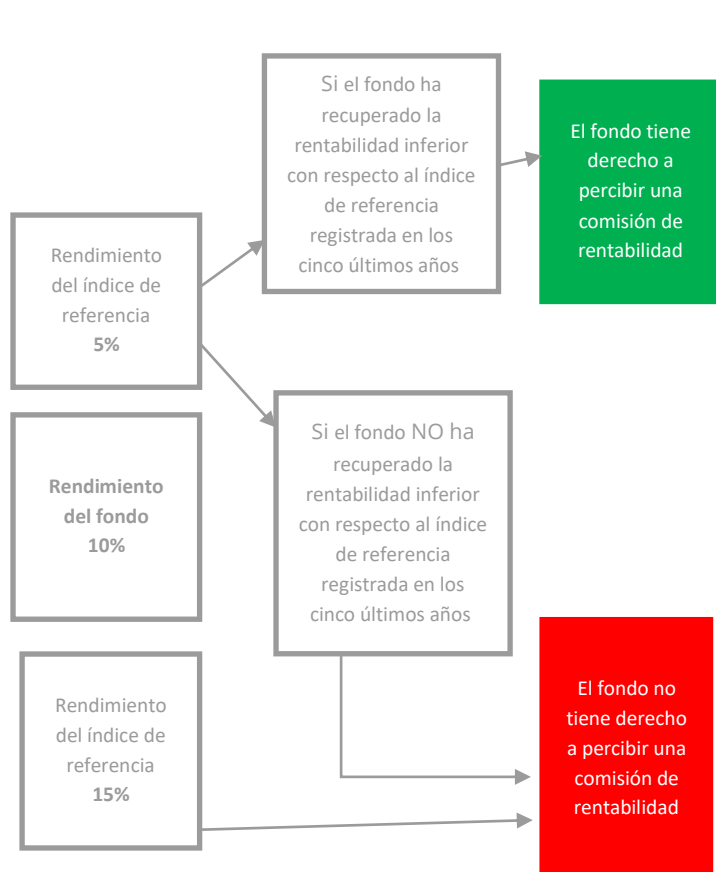 Si el fondo ha
recuperado la
rentabilidad inferior
con respecto al índice
de referencia
registrada en los
cinco últimos años
El fondo tiene
derecho a
percibir una
comisión de
rentabilidad
Rendimiento
del índice de
referencia
5%
Si el fondo NO ha
recuperado la
rentabilidad inferior
con respecto al índice
de referencia
registrada en los
cinco últimos años
Rendimiento
del fondo
10%
Rendimiento
del índice de
referencia
15%
El fondo no
tiene derecho
a percibir una
comisión de
rentabilidad